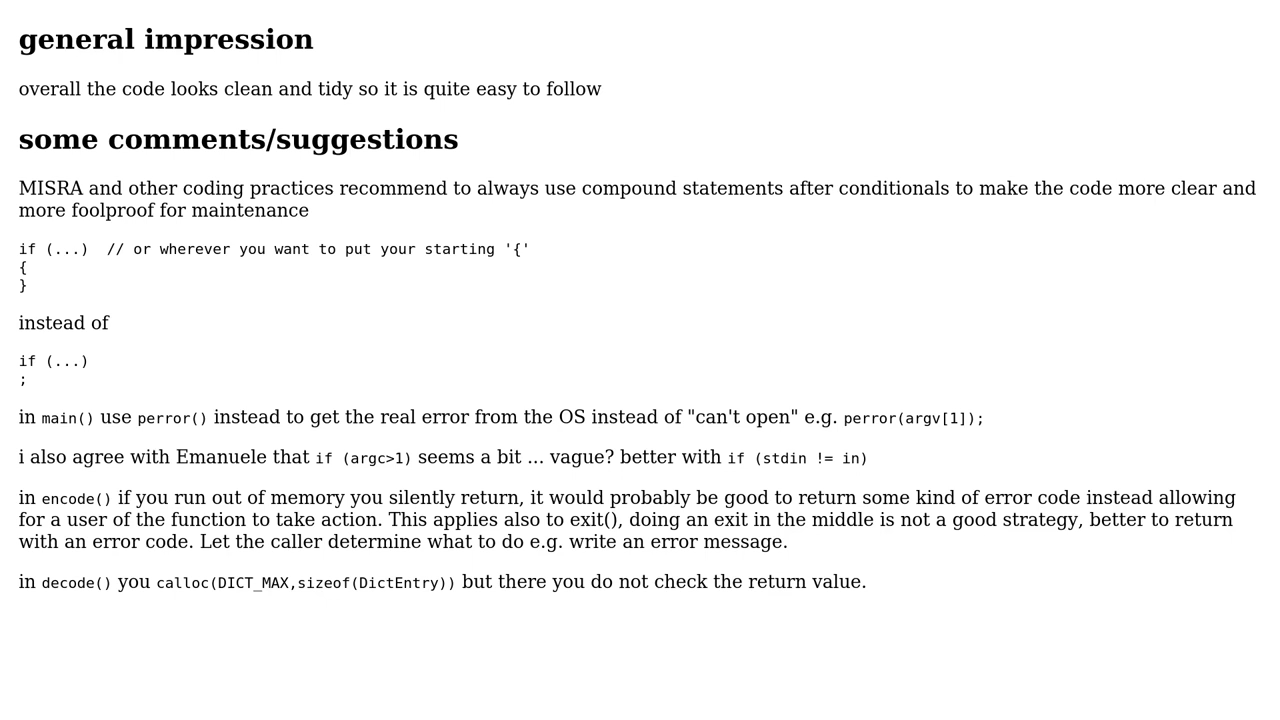 general impression
overall the code looks clean and tidy so it is quite easy to follow
some comments/suggestions
MISRA and other coding practices recommend to always use compound statements after conditionals to make the code more clear and
more foolproof for maintenance
if (...)  // or wherever you want to put your starting '{'
{
}
instead of
if (...)
;
in main() use perror() instead to get the real error from the OS instead of "can't open" e.g. perror(argv[1]);
i also agree with Emanuele that if (argc>1) seems a bit ... vague? better with if (stdin != in)
in encode() if you run out of memory you silently return, it would probably be good to return some kind of error code instead allowing
for a user of the function to take action. This applies also to exit(), doing an exit in the middle is not a good strategy, better to return
with an error code. Let the caller determine what to do e.g. write an error message.
in decode() you calloc(DICT_MAX,sizeof(DictEntry)) but there you do not check the return value.